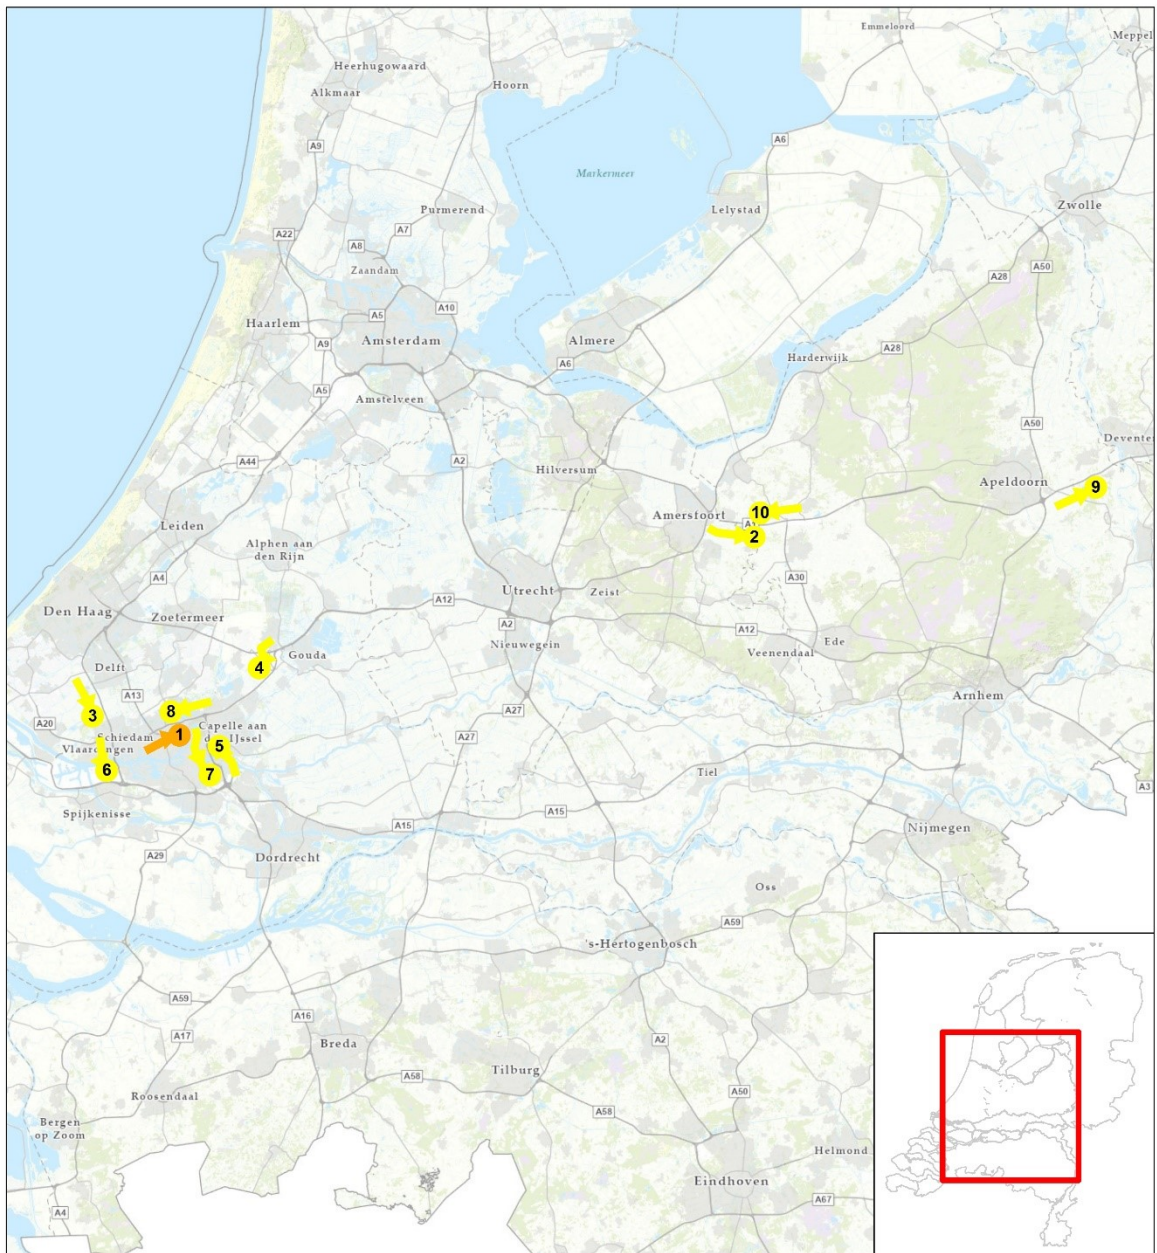 Emmeloord
Meppel
Heerhugowaard
Hoorn
Alkmaar
A9
A6
Markermeer
Purmerend
Lelystad
Zwolle
A22
A7
A8
Zaandam
A50
A28
A10
A5
Haarlem
Amsterdam
Almere
A9
A28
Harderwijk
A6
A5
Amstelveen
A50
Deventer
A2
A44
Hilversum
Apeldoorn
9
Leiden
Amersfoort
10
A1
2
Alphen aan
den Rijn
A4
A30
Utrecht
Zeist
A12
Den Haag
Zoetermeer
A2
Nieuwegein
A12
Ede
Veenendaal
Gouda
4
Delft
A13
Arnhem
3
8
A27
A20
Schiedam
1
Capelle aan
den IJssel
Vlaardingen
5
A27
6
7
Tiel
A3
Spijkenisse
A15
A15
Nijmegen
A29
Dordrecht
Oss
A59
's-Hertogenbosch
A59
A16
A17
Breda
A2
Tilburg
A58
A50
Roosendaal
A58
Bergen
op Zoom
Helmond
Eindhoven
A67
A4